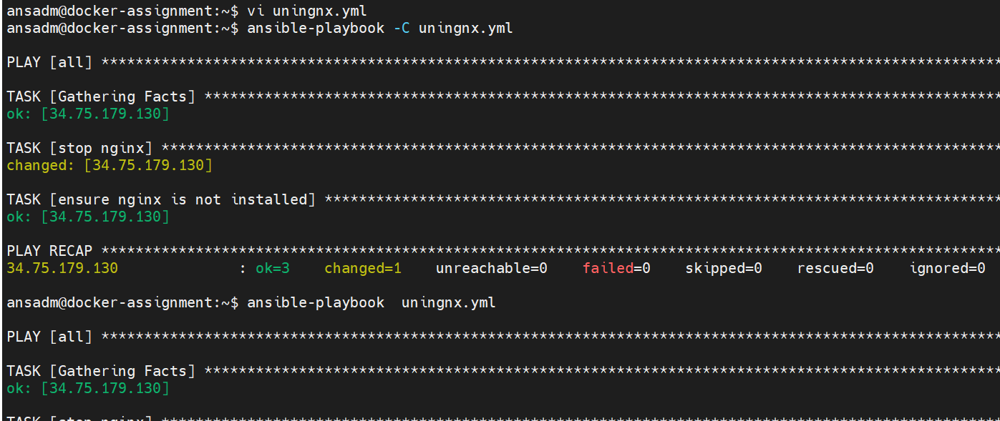 ansadm@docker-assignment:~$ vi uningnx.yml
ansadm@docker-assignment:~$ ansible-playbook -C uningnx.yml
PLAY [all] *********************************************************************************************************
TASK [Gathering Facts] *********************************************************************************************
ok: [34.75.179.130]
TASK [stop nginx] **************************************************************************************************
changed: [34.75.179.130]
TASK [ensure nginx is not installed] *******************************************************************************
ok: [34.75.179.130]
PLAY RECAP *********************************************************************************************************
34.75.179.130              : ok=3    changed=1    unreachable=0    failed=0    skipped=0    rescued=0    ignored=0
ansadm@docker-assignment:~$ ansible-playbook  uningnx.yml
PLAY [all] *********************************************************************************************************
TASK [Gathering Facts] *********************************************************************************************
ok: [34.75.179.130]
TASK [stop nginx] **************************************************************************************************